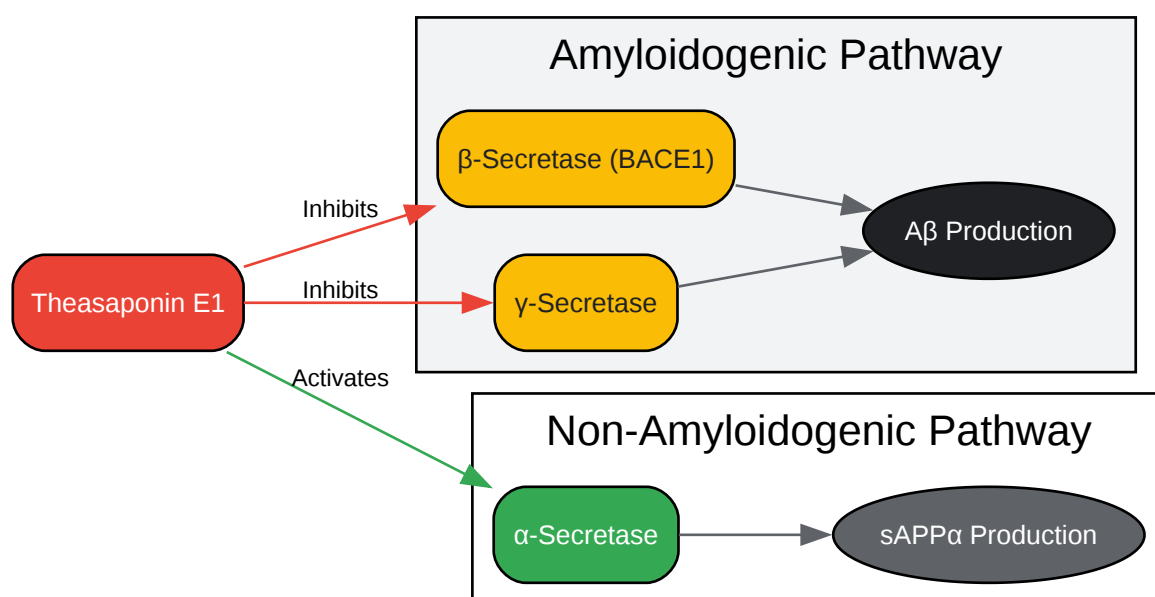 Amyloidogenic Pathway
β-Secretase (BACE1)
Inhibits
Aβ Production
Theasaponin E1
Inhibits
γ-Secretase
Activates
Non-Amyloidogenic Pathway
α-Secretase
sAPPα Production